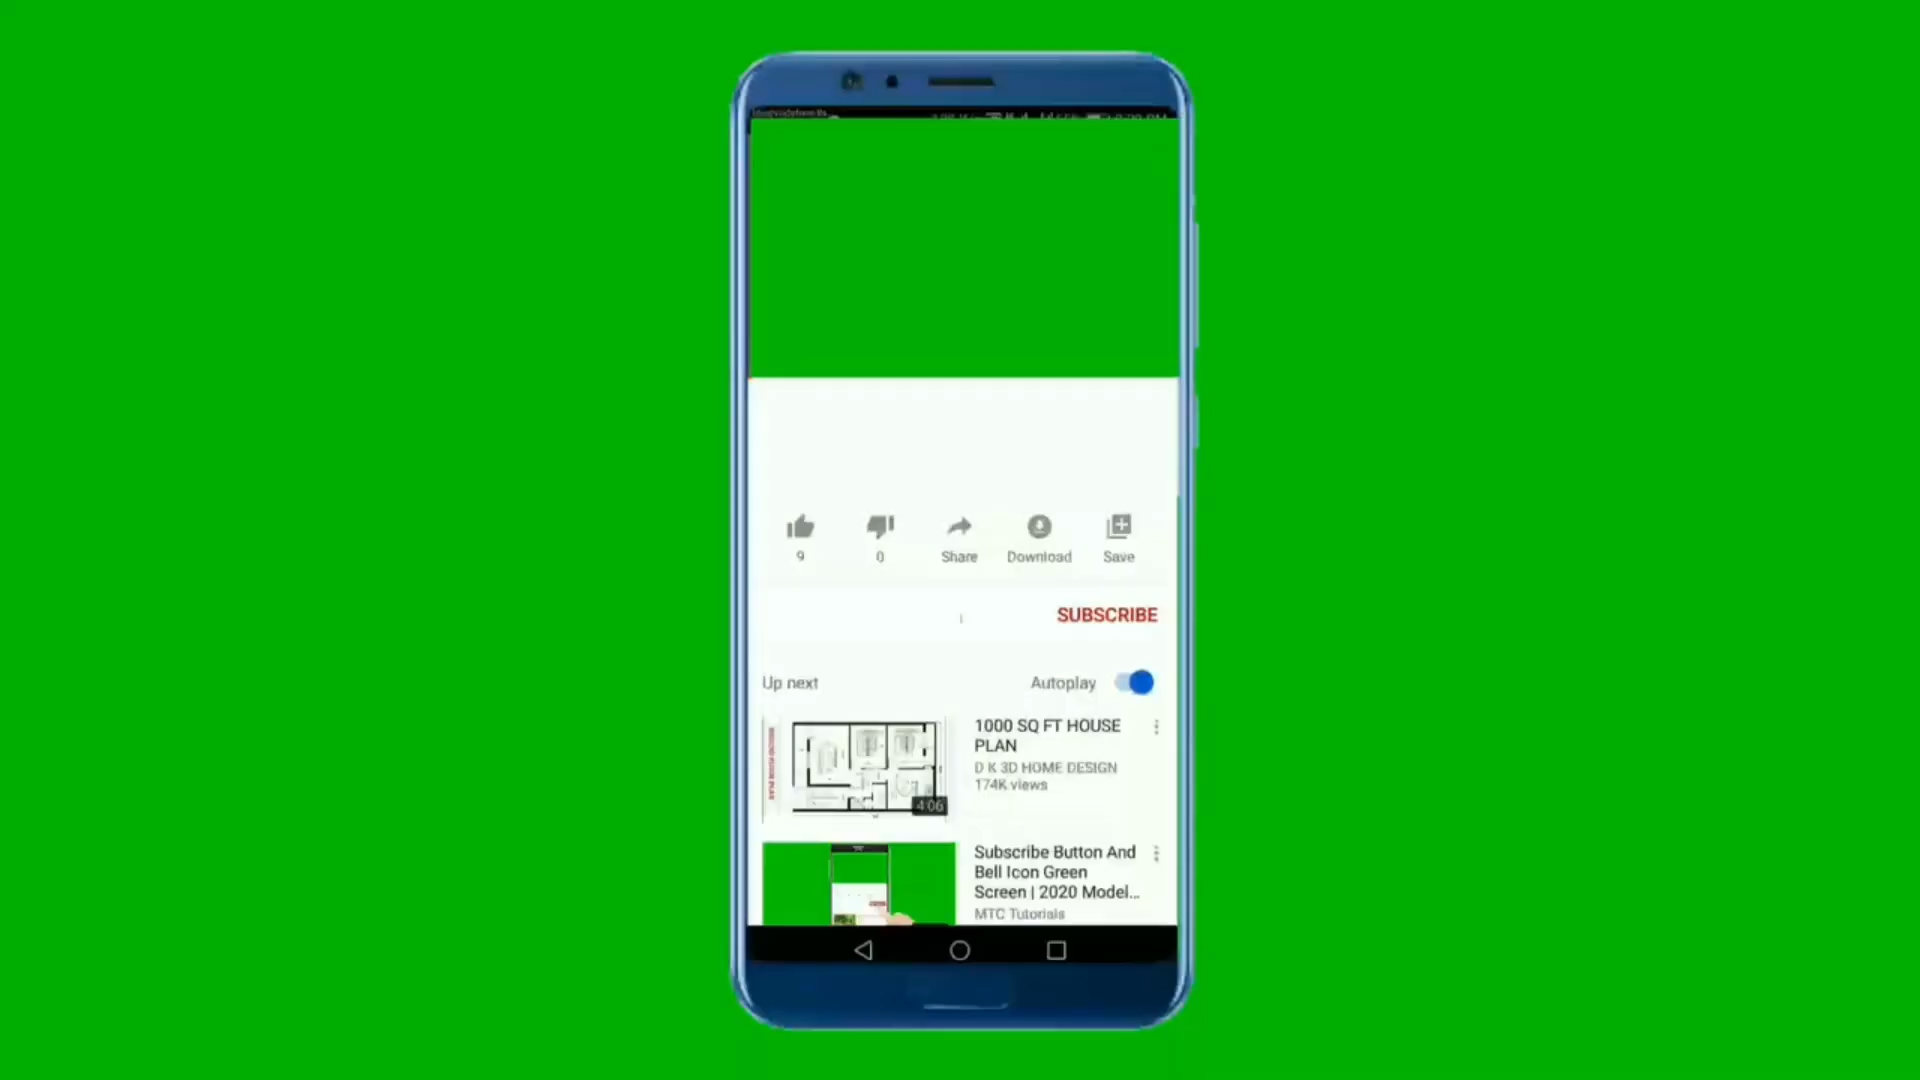 9
0
Share
Download
Save
SUBSCRIBE
Up next
Autoplay
1000 SQ FT HOUSE
PLAN
D K 3D HOME DESIGN
174K views
4:06
Subscribe Button And
Bell Icon Green
Screen | 2020 Model...
MTC Tutorials